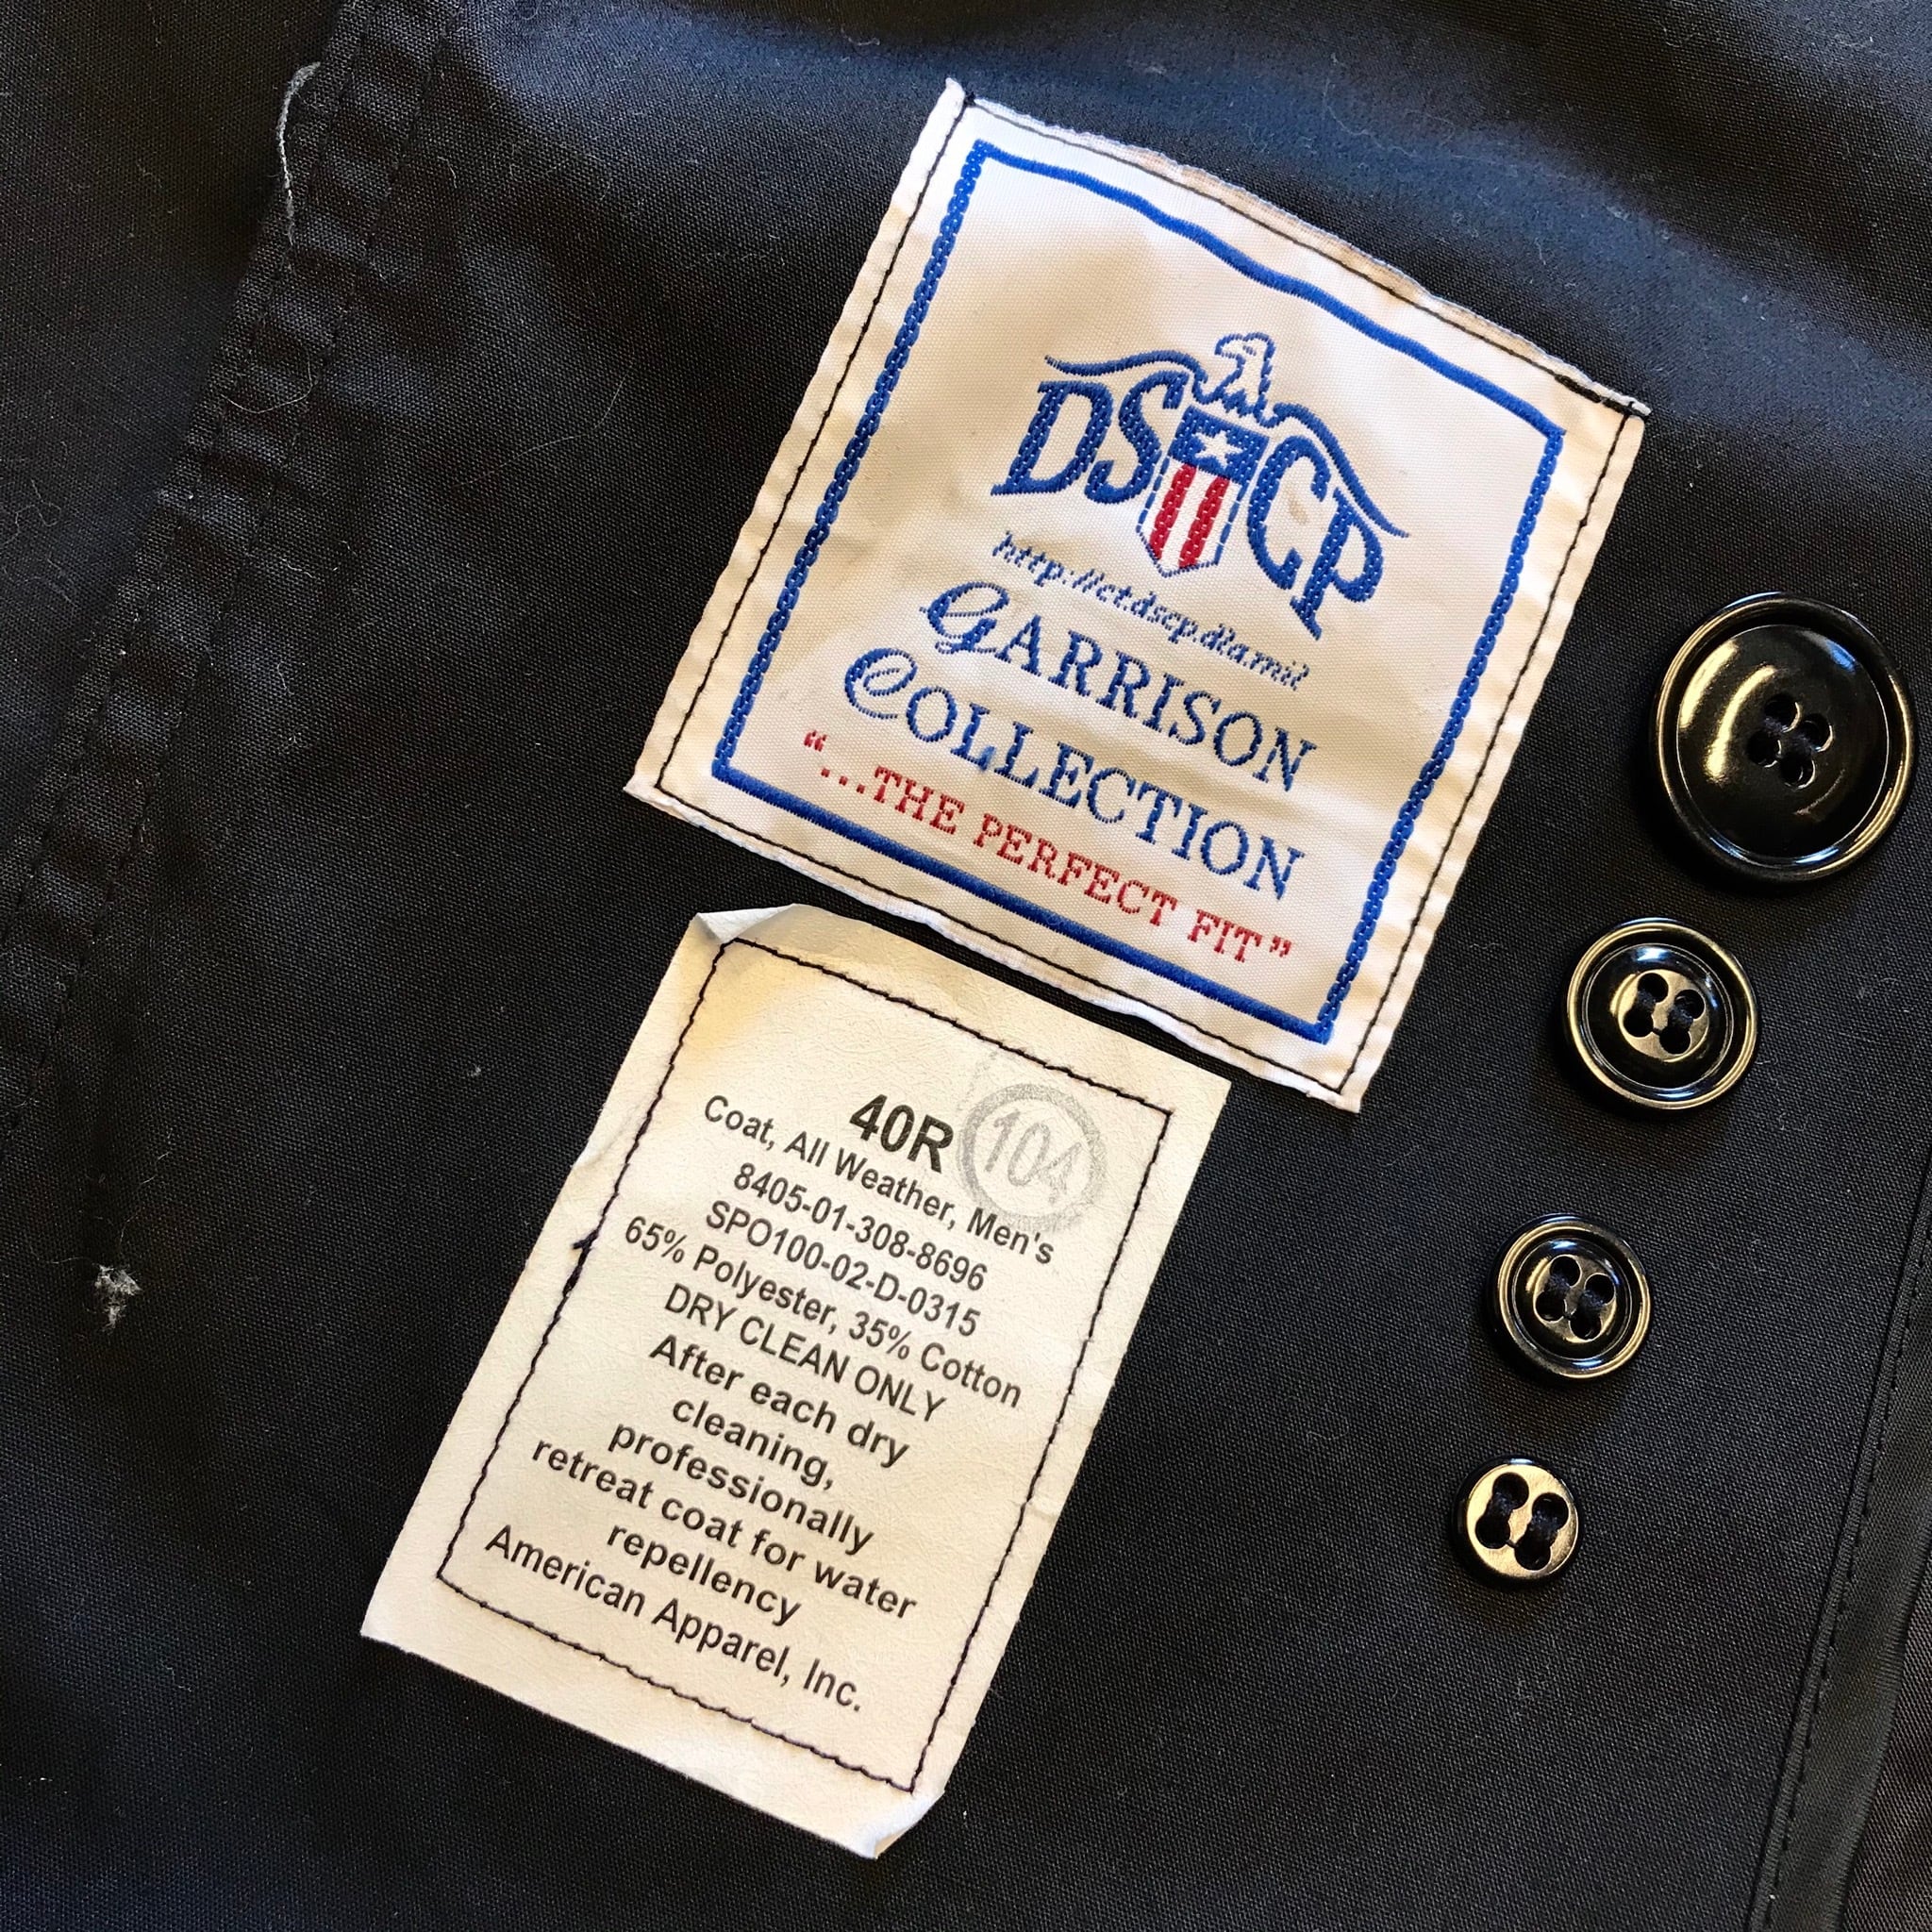 DSCP
http://ct.dscp.dla.mil
GARRISON
COLLECTION
“...THE PERFECT FIT”
40R
104
Coat, All Weather, Men's
8405-01-308-8696
SPO100-02-D-0315
65% Polyester, 35% Cotton
DRY CLEAN ONLY
After each dry
cleaning,
professionally
retreat coat for water
repellency
American Apparel, Inc.